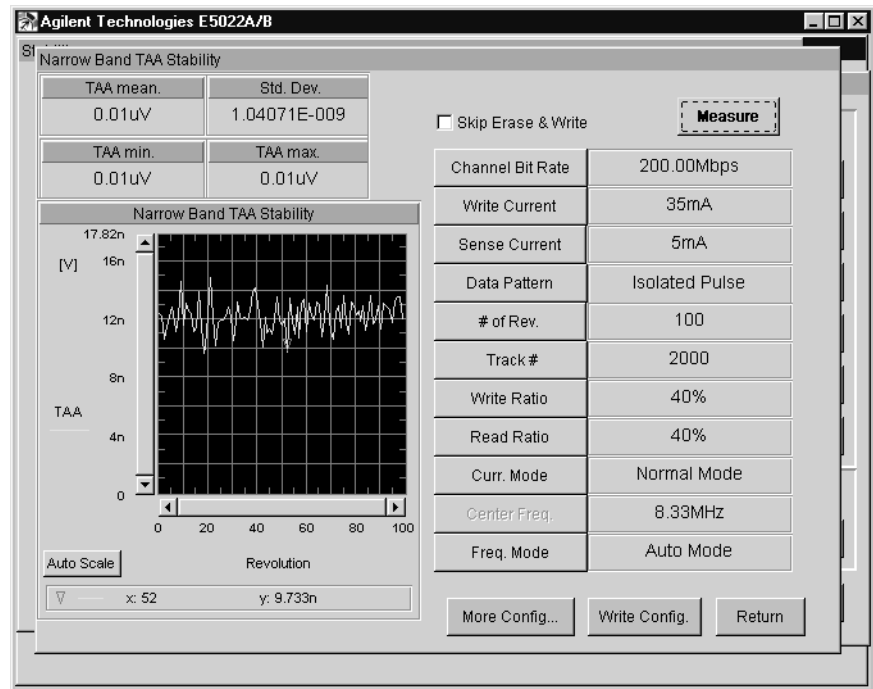 Agilent Technologies E5022A/B
Narrow Band TAA Stability
TAA mean. Std. Dev.
0.01uV 1.04071E-009
TAA min. TAA max.
0.01uV 0.01uV
Skip Erase & Write Measure
Channel Bit Rate 200.00Mbps
Write Current 35mA
Sense Current 5mA
Data Pattern Isolated Pulse
# of Rev. 100
Track # 2000
Write Ratio 40%
Read Ratio 40%
Curr. Mode Normal Mode
Center Freq. 8.33MHz
Freq. Mode Auto Mode
Narrow Band TAA Stability
17.82n
[V] 16n
12n
8n
TAA
4n
0
0 20 40 60 80 100
Auto Scale Revolution
x: 52 y: 9.733n
More Config... Write Config. Return